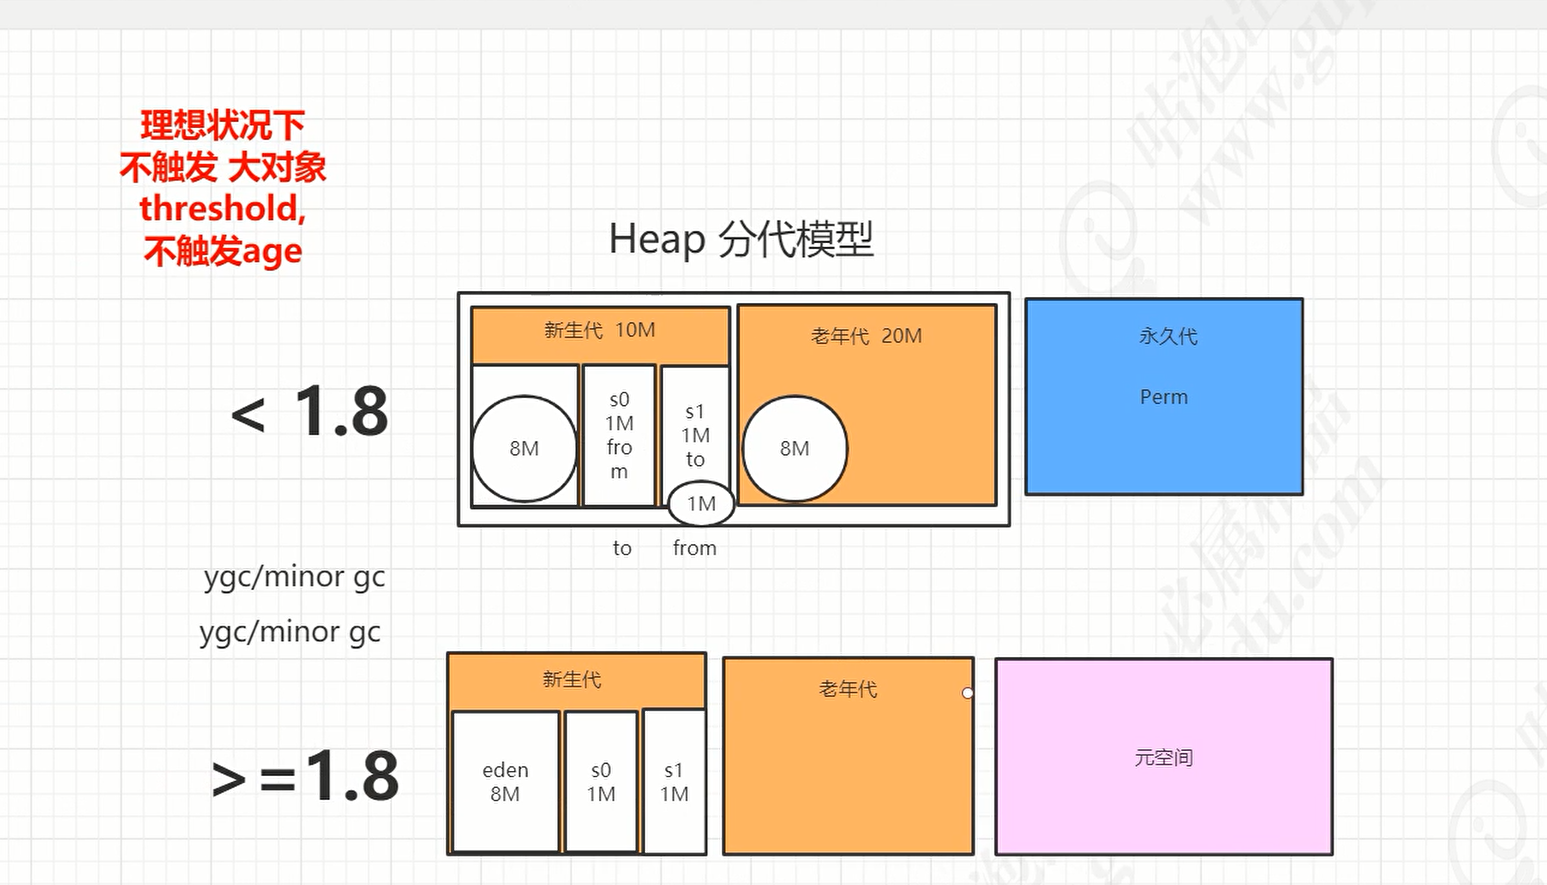 理想状况下
不触发 大对象
threshold,
不触发age
Heap 分代模型
< 1.8
新生代 10M
8M
s0
1M
fro
m
s1
1M
to
1M
老年代 20M
8M
永久代
Perm
to
from
ygc/minor gc
ygc/minor gc
>=1.8
新生代
eden
8M
s0
1M
s1
1M
老年代
元空间